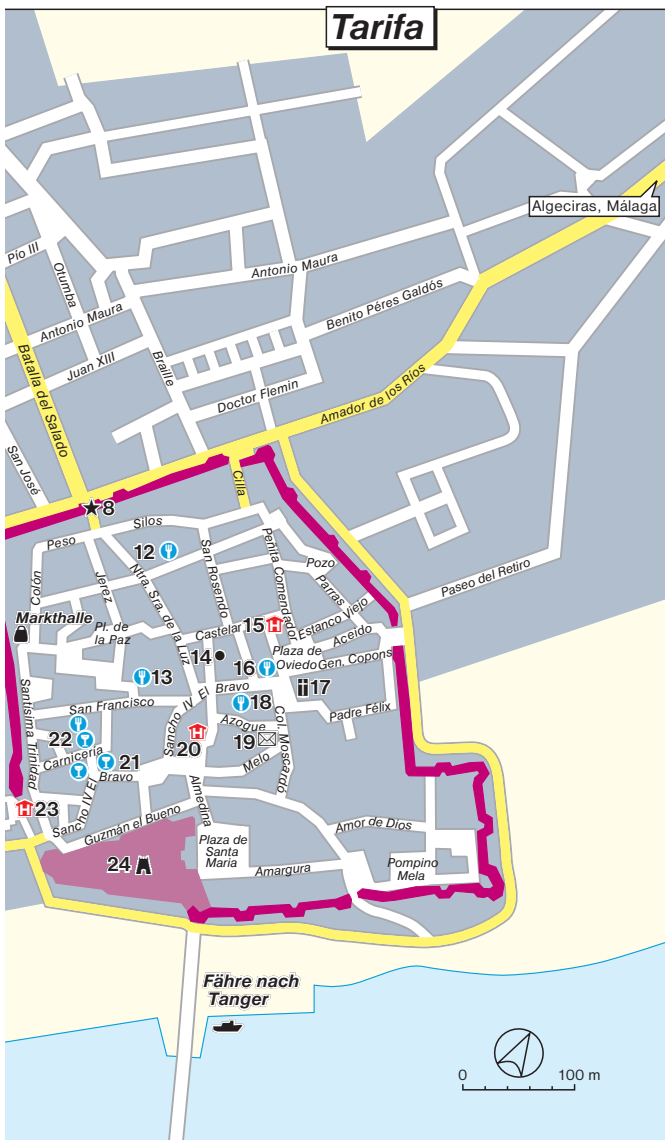 Tarifa
Algeciras, Málaga
Pío III
Otumba
Antonio Maura
Antonio Maura
Benito Péres Galdós
Juan XIII
Braille
Batalla del Salado
Doctor Flemin
Amador de los Ríos
San José
Cilla
8
Silos
Peso
12
Colón
Jerez
Ntra. Sra. de la Luz
San Rosendo
Peñita Comendador
Pozo
Parras
Paseo del Retiro
Markthalle
Pl. de
la Paz
Castelar
15
Estanco Viejo
Aceido
14
Plaza de
Oviedo
Gen. Copons
16
13
17
Sancho IV El Bravo
18
San Francisco
Santísima Trinidad
Azogue
Padre Félix
22
20
19
Col. Moscardó
Carnicería
21
Melo
Sancho IV El Bravo
23
Almedina
Guzmán el Bueno
Plaza de
Santa
Maria
Amor de Dios
24
Amargura
Pompino
Mela
Fähre nach
Tanger
0 100 m